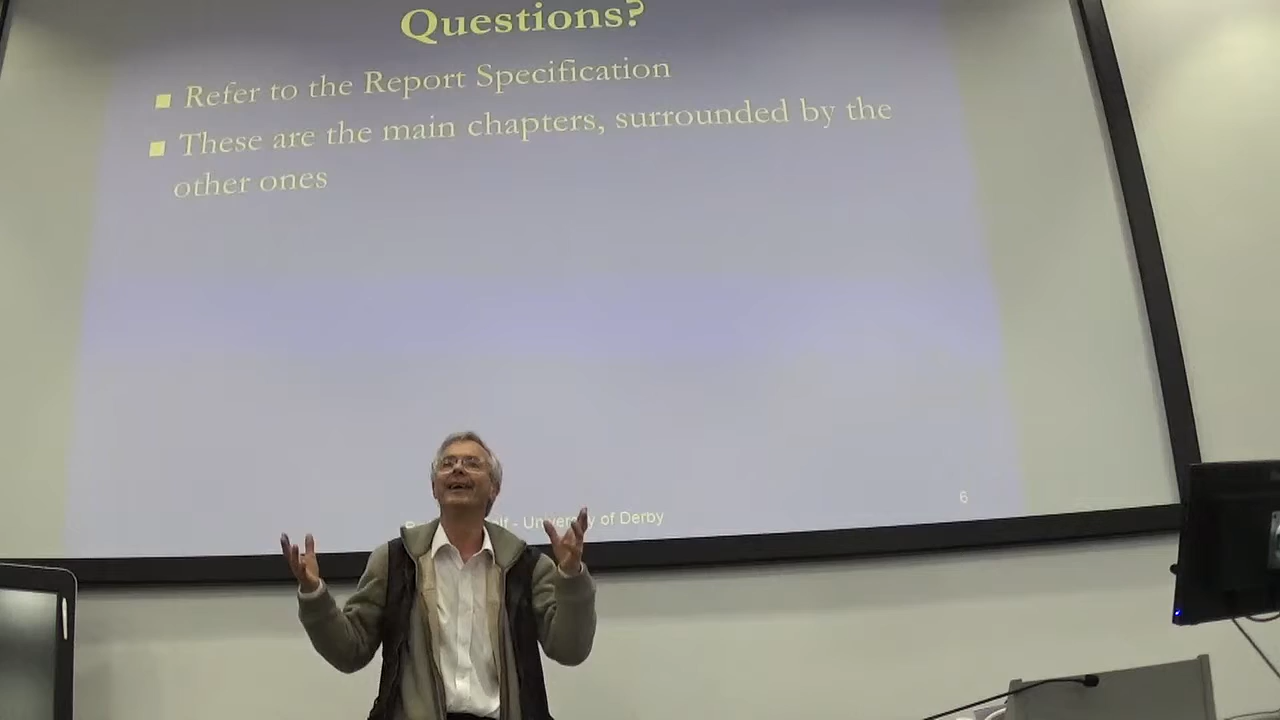 Questions?
Refer to the Report Specification
These are the main chapters, surrounded by the
other ones
of Derby
6